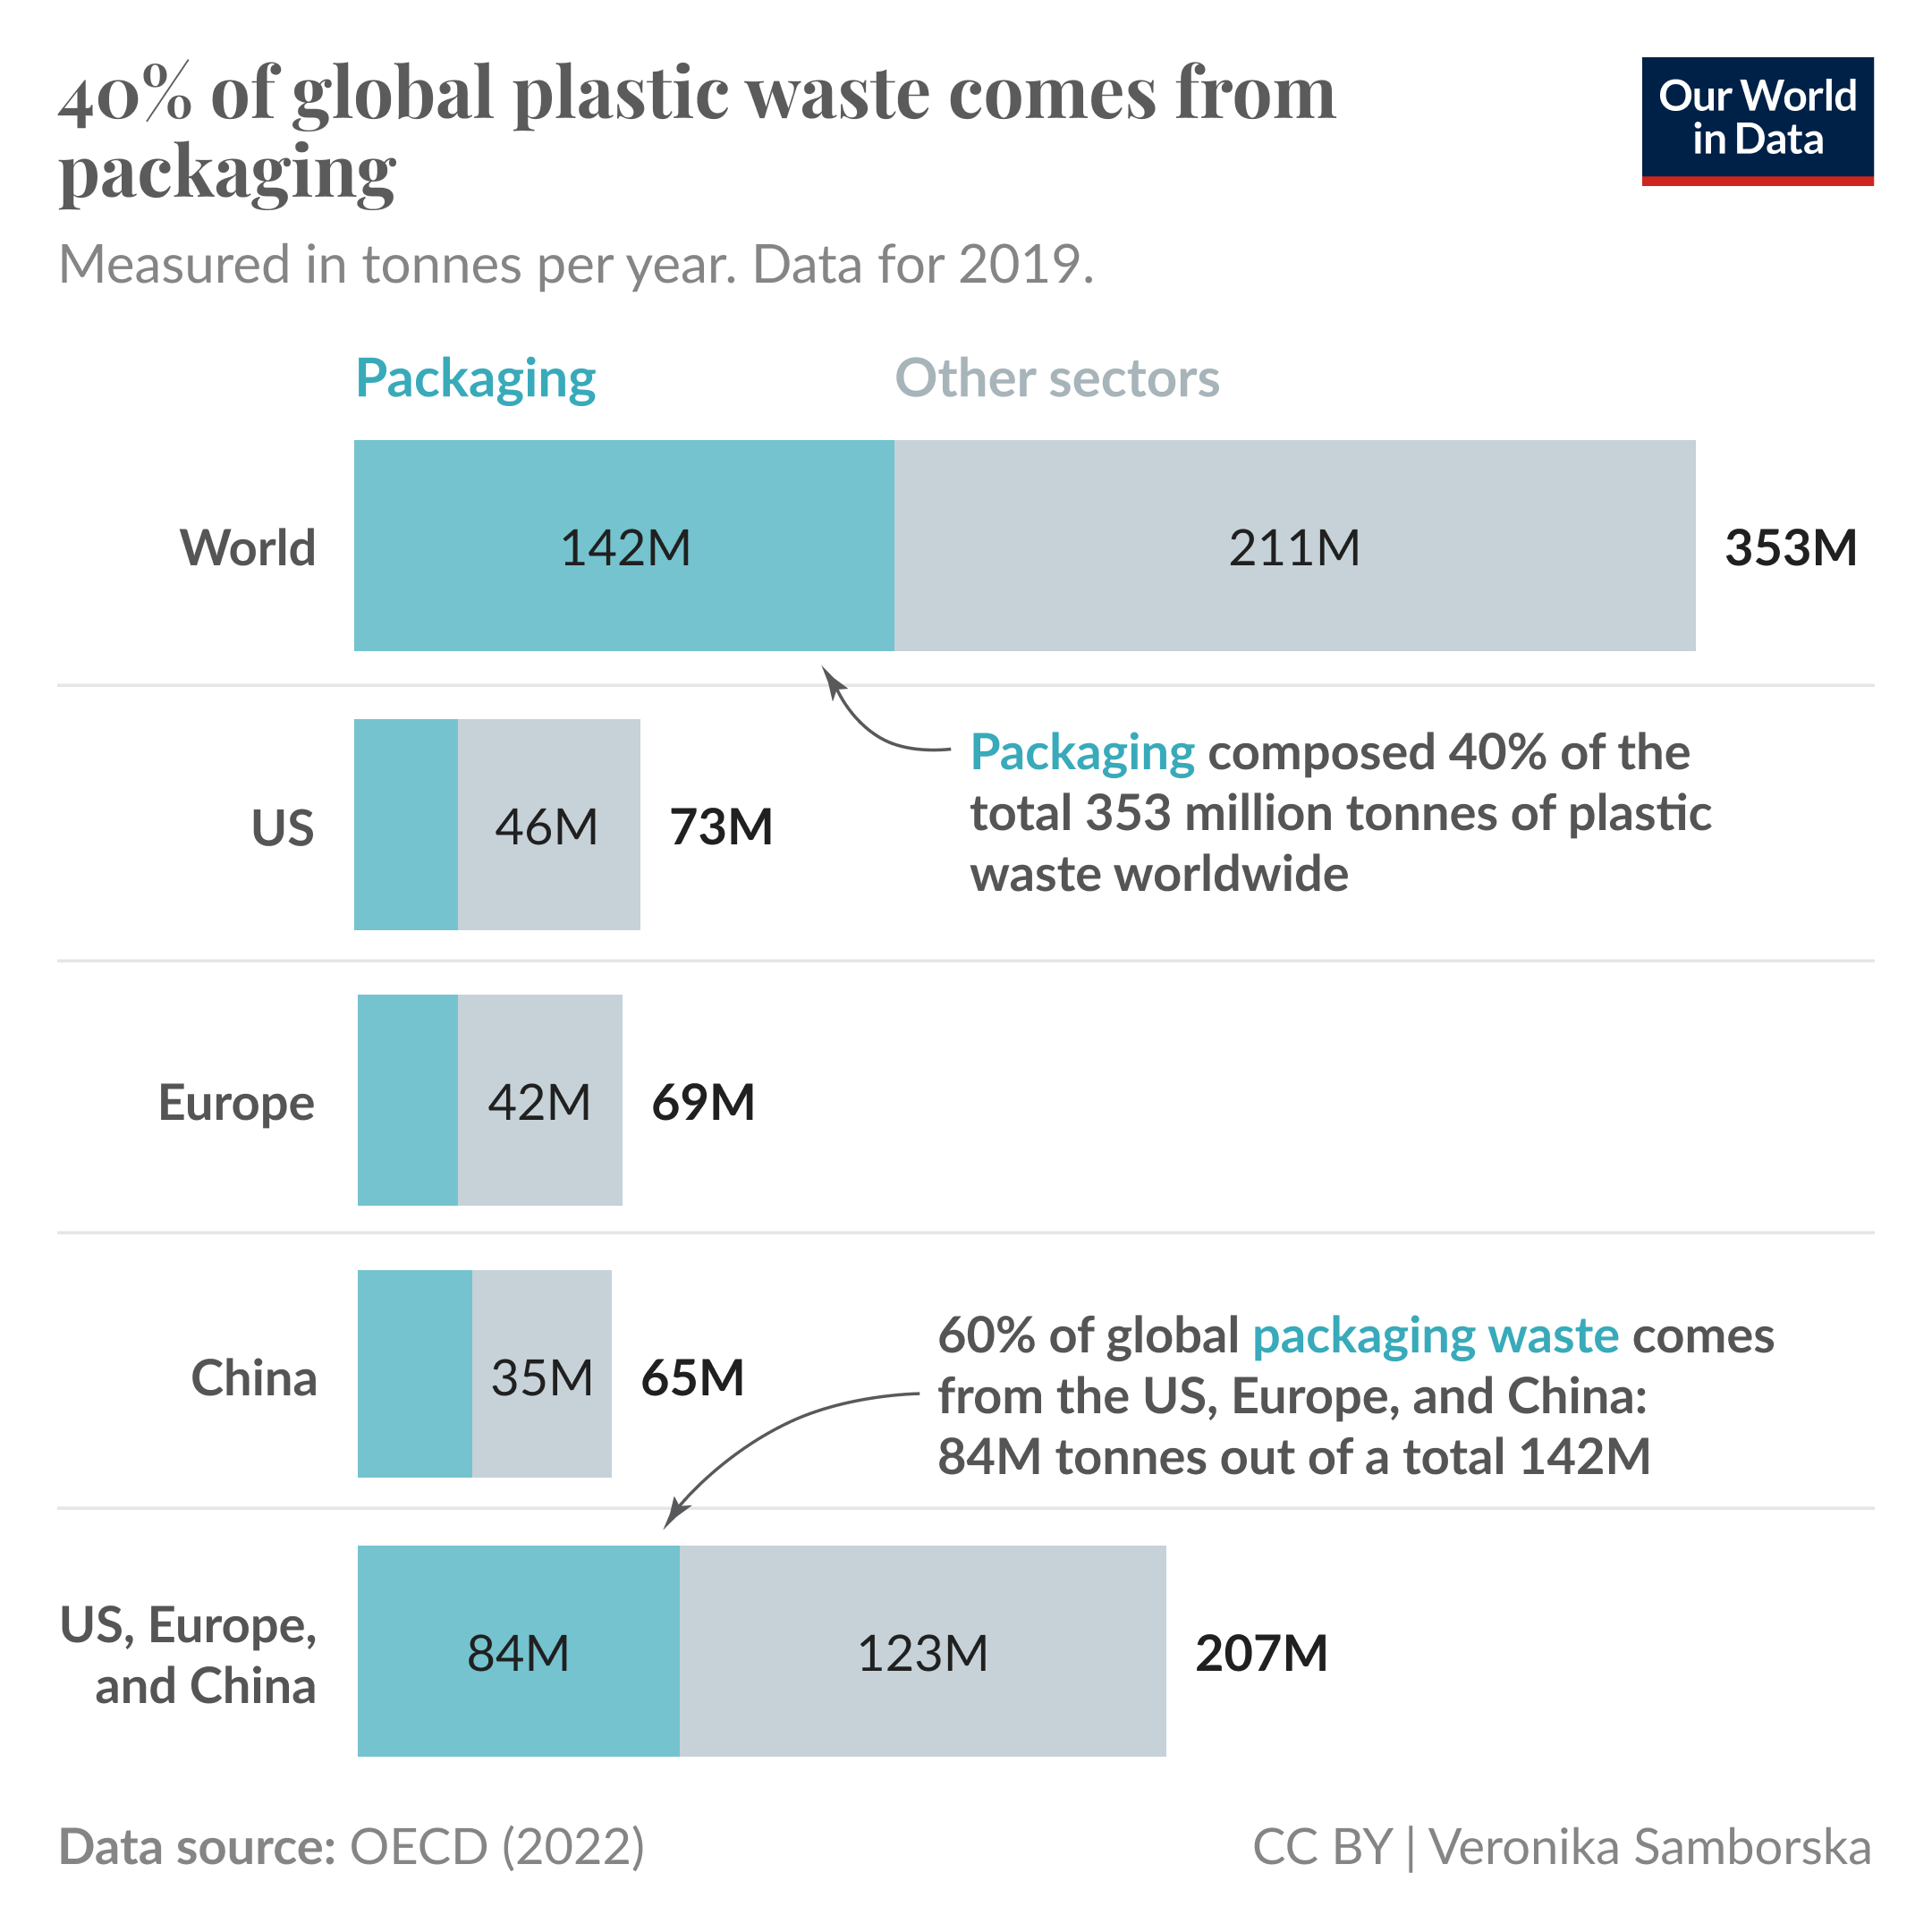 40% of global plastic waste comes from
packaging
Our World
in Data
Measured in tonnes per year. Data for 2019.
Packaging
Other sectors
World
142M
211M
353M
Packaging composed 40% of the
total 353 million tonnes of plastic
waste worldwide
US
46M
73M
Europe
42M
69M
China
35M
65M
60% of global packaging waste comes
from the US, Europe, and China:
84M tonnes out of a total 142M
US, Europe,
and China
84M
123M
207M
Data source: OECD (2022)
CC BY | Veronika Samborska